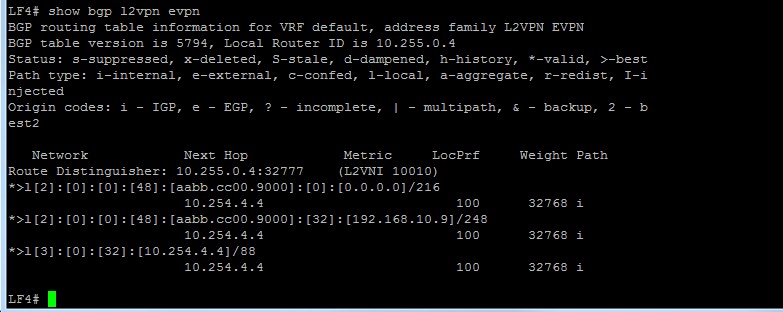 LF4# show bgp l2vpn evpn
BGP routing table information for VRF default, address family L2VPN EVPN
BGP table version is 5794, Local Router ID is 10.255.0.4
Status: s-suppressed, x-deleted, S-stale, d-dampened, h-history, *-valid, >-best
Path type: i-internal, e-external, c-confed, l-local, a-aggregate, r-redist, I-i
njected
Origin codes: i - IGP, e - EGP, ? - incomplete, | - multipath, & - backup, 2 - b
est2
Network Next Hop Metric LocPrf Weight Path
Route Distinguisher: 10.255.0.4:32777 (L2VNI 10010)
*>l[2]:[0]:[0]:[48]:[aabb.cc00.9000]:[0]:[0.0.0.0]/216
10.254.4.4 100 32768 i
*>l[2]:[0]:[0]:[48]:[aabb.cc00.9000]:[32]:[192.168.10.9]/248
10.254.4.4 100 32768 i
*>l[3]:[0]:[32]:[10.254.4.4]/88
10.254.4.4 100 32768 i
LF4#